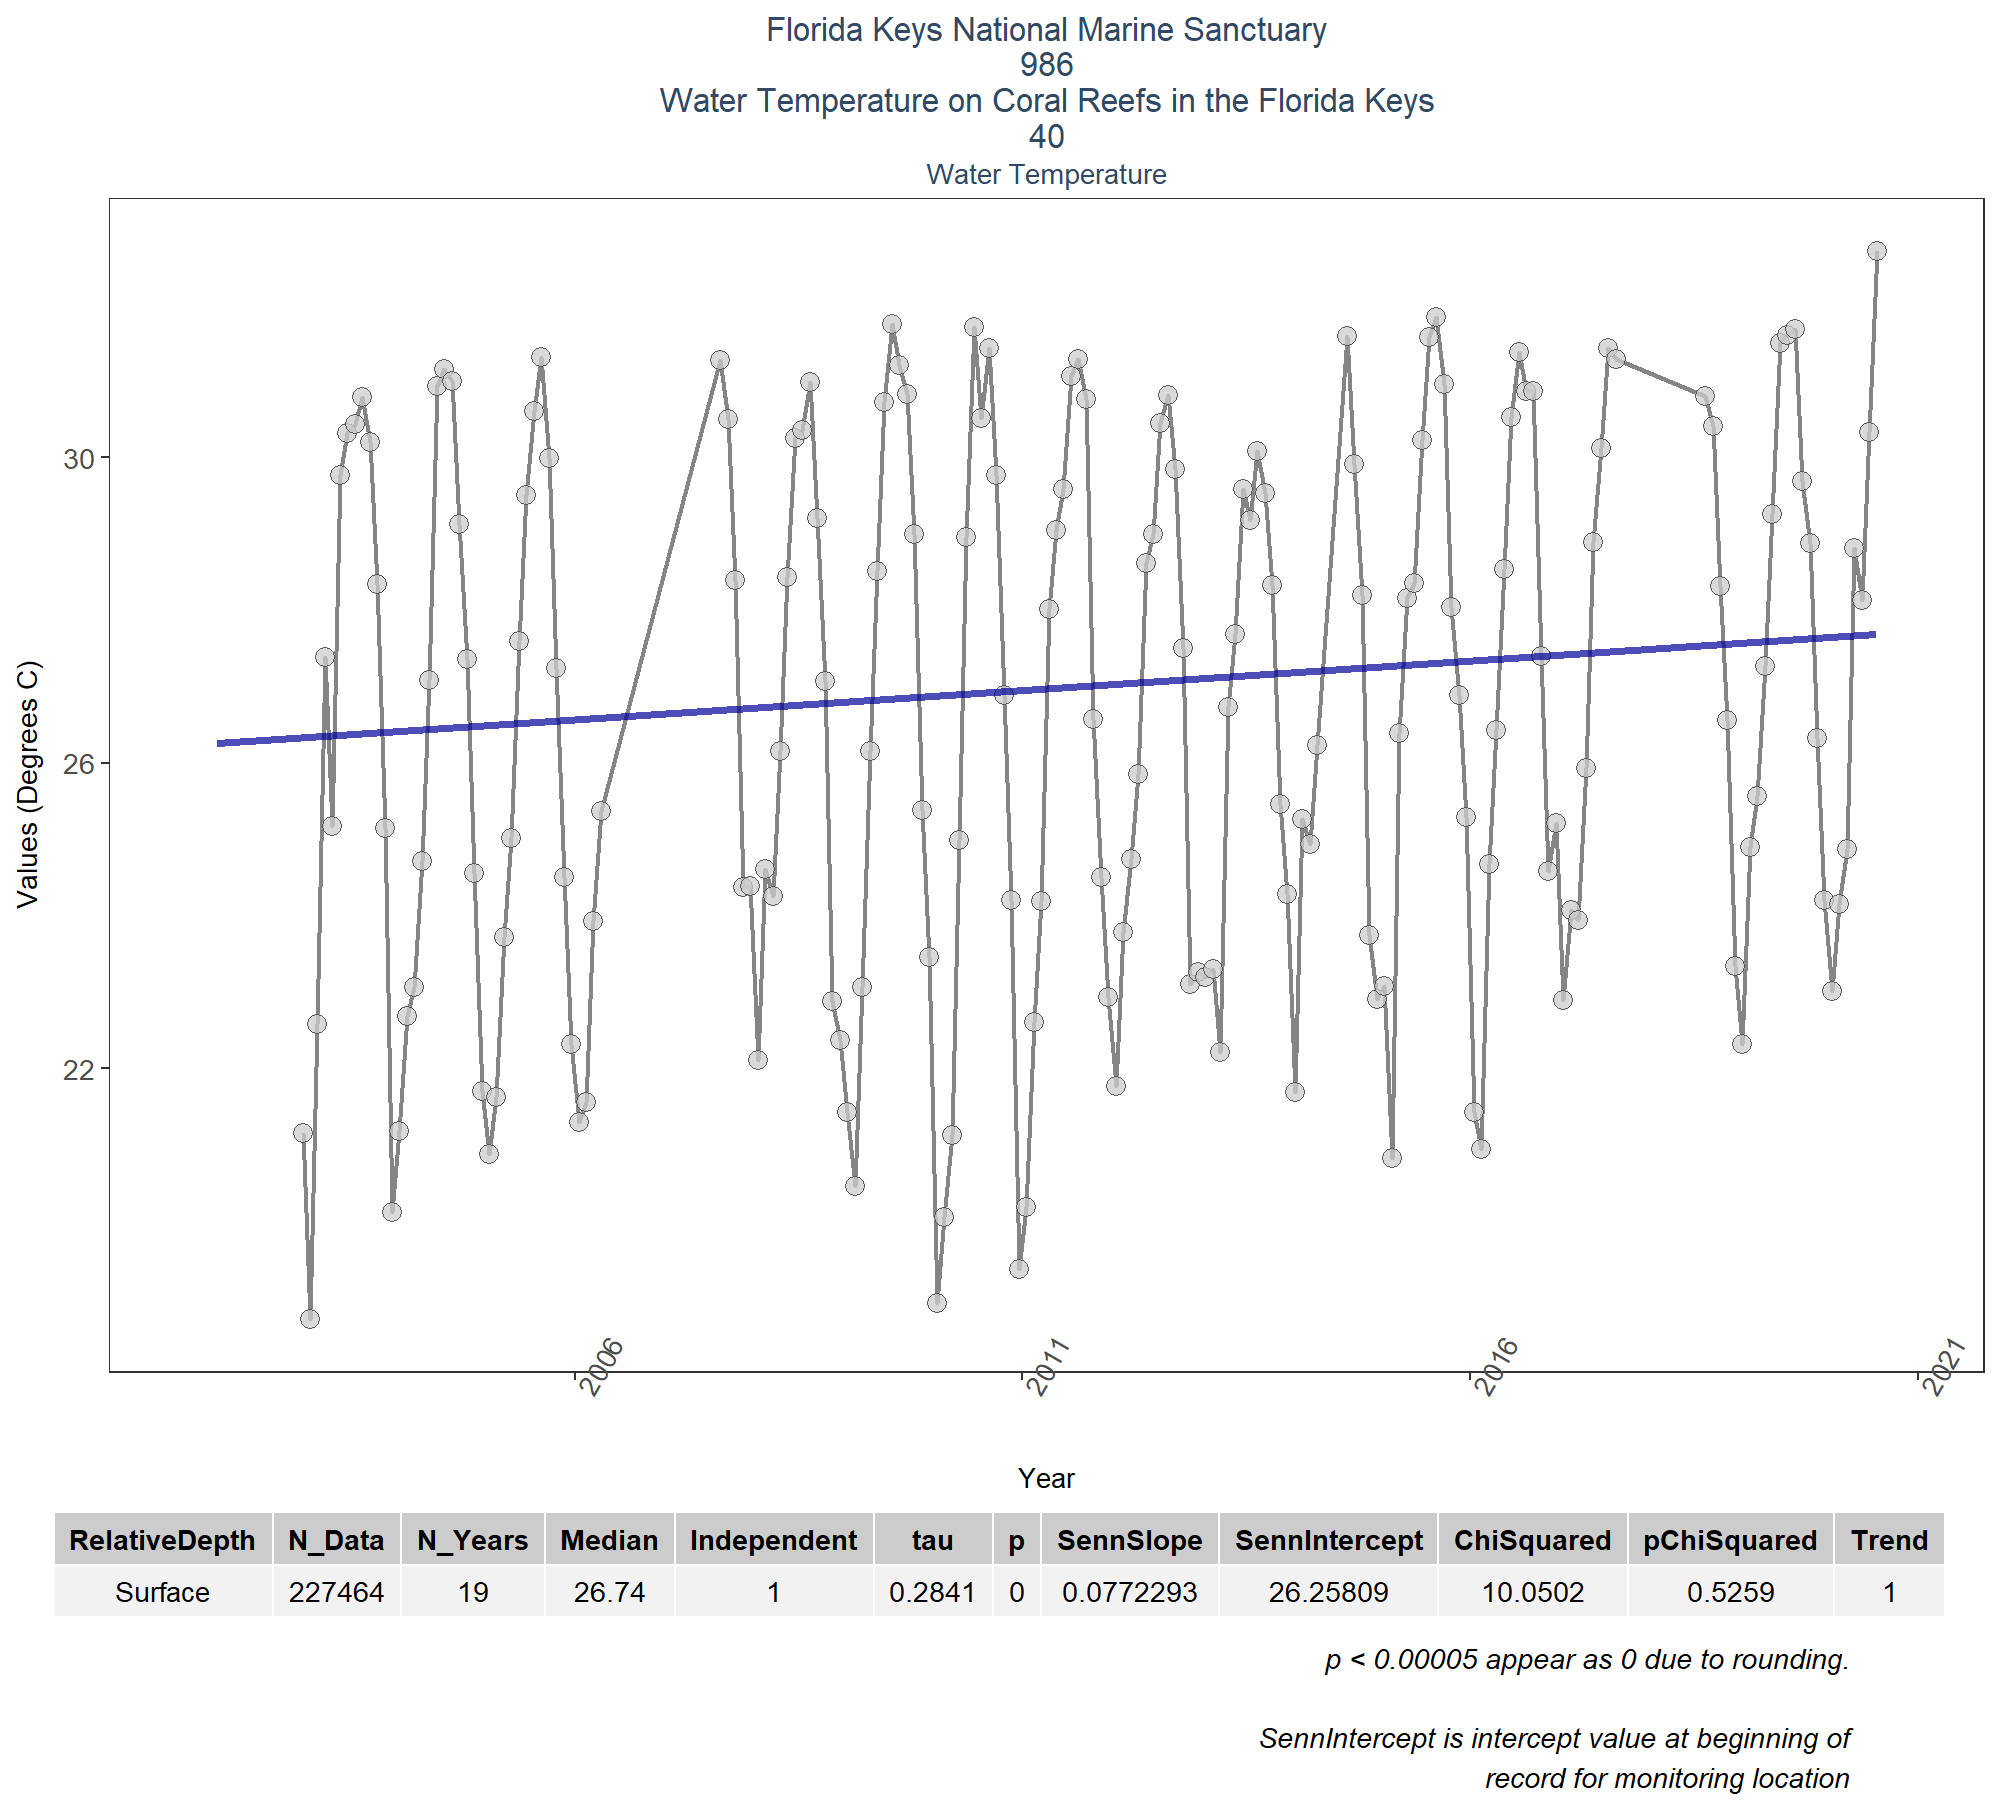 Florida Keys National Marine Sanctuary
986
Water Temperature on Coral Reefs in the Florida Keys
40
Water Temperature
Values (Degrees C)
30
26
22
2006
2011
2016
2021
Year
RelativeDepth N_Data N_Years Median Independent tau p SennSlope SennIntercept ChiSquared pChiSquared Trend
Surface 227464 19 26.74 1 0.2841 0 0.0772293 26.25809 10.0502 0.5259 1
p < 0.00005 appear as 0 due to rounding.
SennIntercept is intercept value at beginning of
record for monitoring location